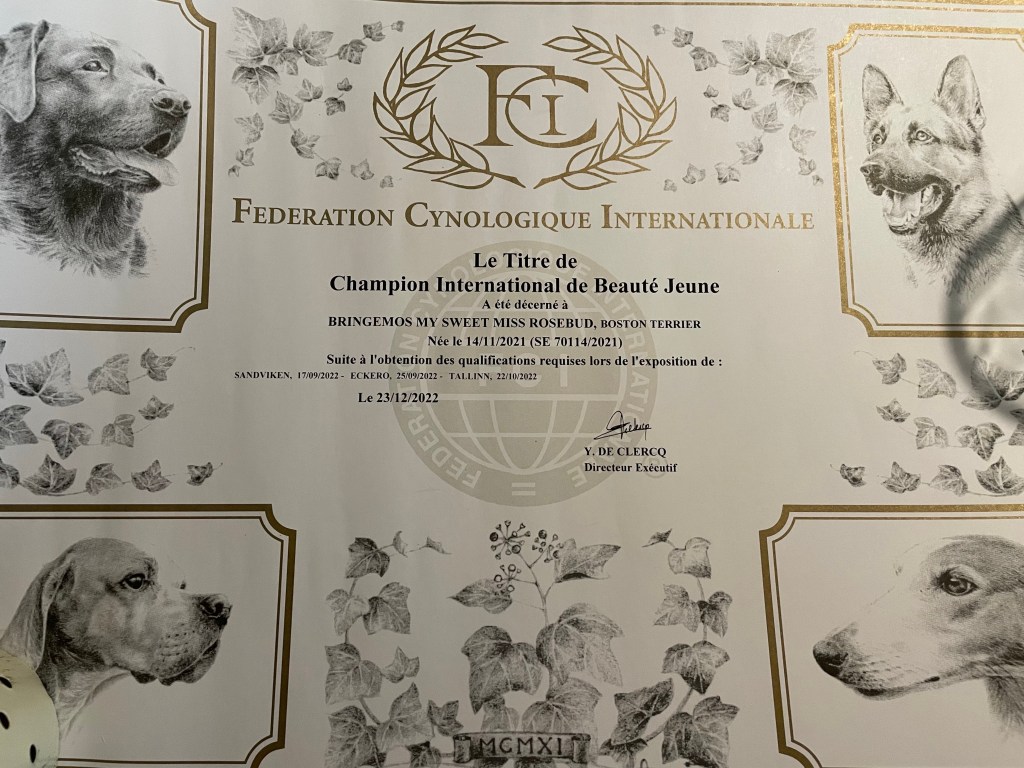 FCI
FEDERATION CYNOLOGIQUE INTERNATIONALE
Le Titre de
Champion International de Beauté Jeune
A été décerné à
BRINGEMOS MY SWEET MISS ROSEBUD, BOSTON TERRIER
Née le 14/11/2021 (SE 70114/2021)
Suite à l'obtention des qualifications requises lors de l'exposition de :
SANDVIKEN, 17/09/2022 - ECKERO, 25/09/2022 - TALLINN, 22/10/2022
Le 23/12/2022
Y. DE CLERCQ
Directeur Exécutif
MCMXI